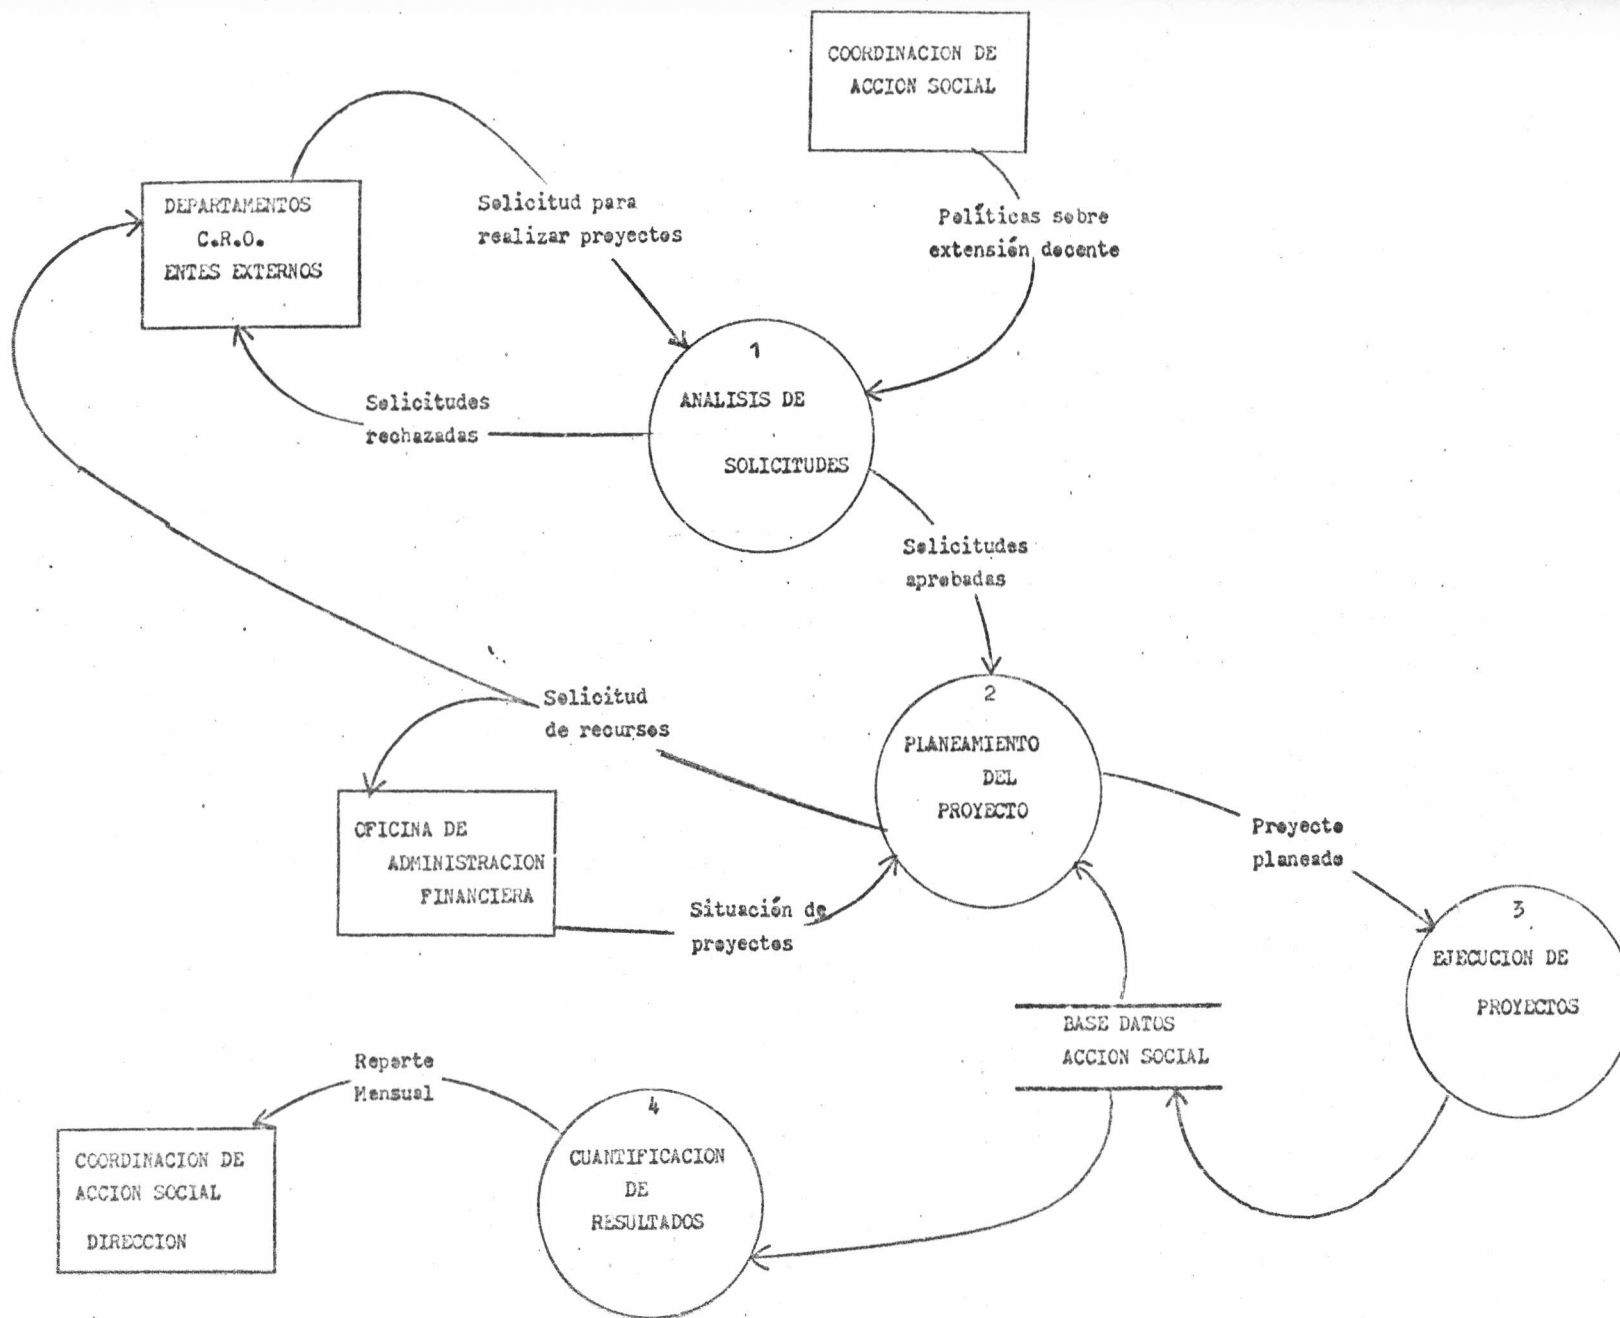 COORDINACION DE
ACCION SOCIAL
DEPARTAMENTOS
C.R.O.
ENTES EXTERNOS
Solicitud para
realizar proyectos
Políticas sobre
extensión docente
1
ANALISIS DE
SOLICITUDES
Solicitudes
rechazadas
Solicitudes
aprobadas
Solicitud
de recursos
2
PLANEAMIENTO
DEL
PROYECTO
OFICINA DE
ADMINISTRACION
FINANCIERA
Situación de
proyectos
Proyecto
planeado
3
EJECUCION DE
PROYECTOS
BASE DATOS
ACCION SOCIAL
Reporte
Mensual
4
CUANTIFICACION
DE
RESULTADOS
COORDINACION DE
ACCION SOCIAL
DIRECCION